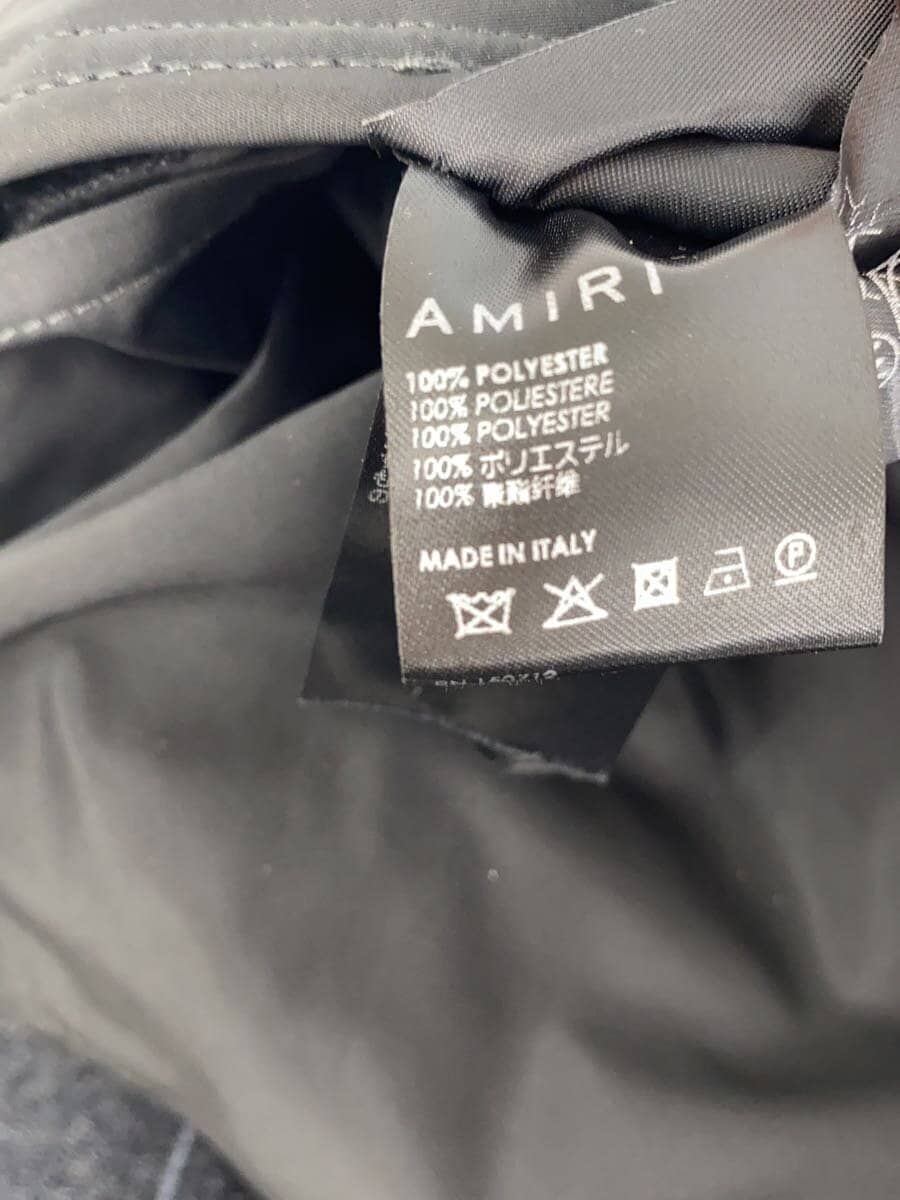 AMIRI
100% POLYESTER
100% POLIESTERE
100% POLYESTER
100% ポリエステル
100% 聚酯纤维
MADE IN ITALY
P